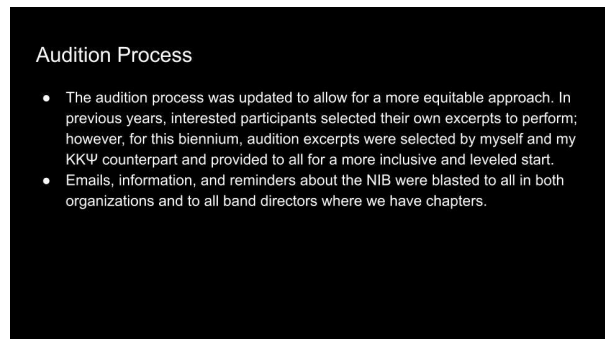 Audition Process
● The audition process was updated to allow for a more equitable approach. In
previous years, interested participants selected their own excerpts to perform;
however, for this biennium, audition excerpts were selected by myself and my
KKΨ counterpart and provided to all for a more inclusive and leveled start.
● Emails, information, and reminders about the NIB were blasted to all in both
organizations and to all band directors where we have chapters.